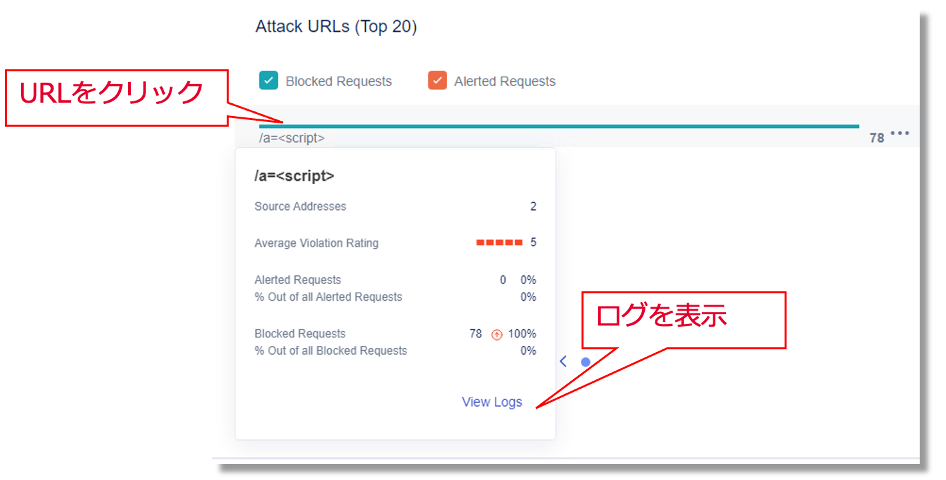 Attack URLs (Top 20)
Blocked Requests Alerted Requests
URLをクリック
/a=<script> 78
/a=<script>
Source Addresses 2
Average Violation Rating 5
Alerted Requests 0 0%
% Out of all Alerted Requests 0%
ログを表示
Blocked Requests 78 100%
% Out of all Blocked Requests 0%
View Logs